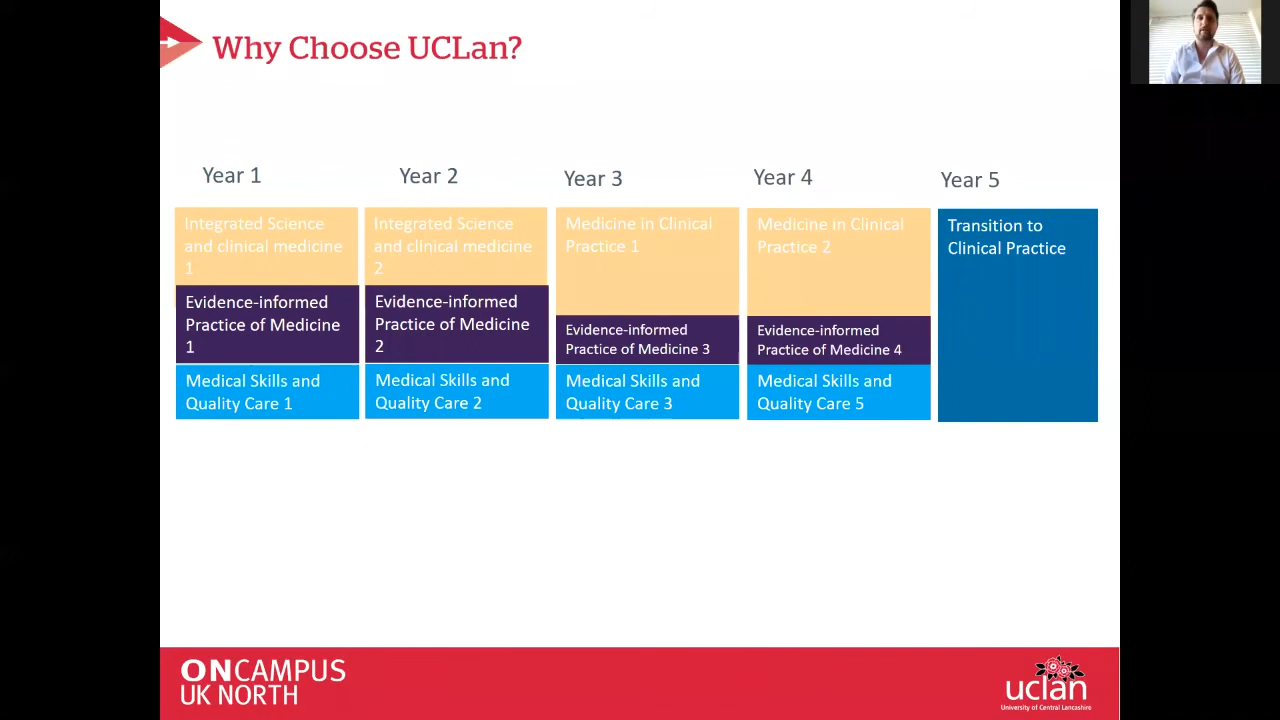 Why Choose UCLan?
Year 1
Year 2
Year 3
Year 4
Year 5
Integrated Science
and clinical medicine
1
Evidence-informed
Practice of Medicine
1
Medical Skills and
Quality Care 1
Integrated Science
and clinical medicine
2
Evidence-informed
Practice of Medicine
2
Medical Skills and
Quality Care 2
Medicine in Clinical
Practice 1
Evidence-informed
Practice of Medicine 3
Medical Skills and
Quality Care 3
Medicine in Clinical
Practice 2
Evidence-informed
Practice of Medicine 4
Medical Skills and
Quality Care 5
Transition to
Clinical Practice
ONCAMPUS
UK NORTH
uclan
University of Central Lancashire